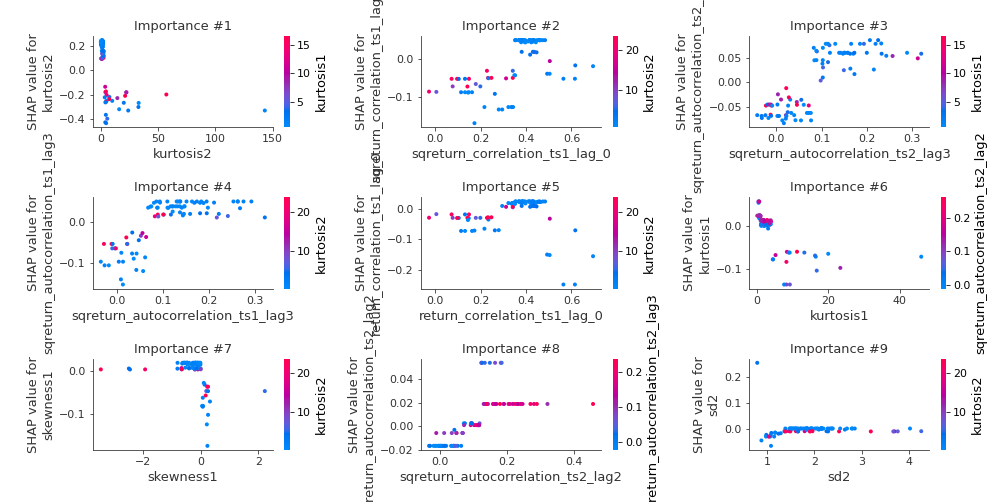 Importance #1
SHAP value for
kurtosis2
0.2
0.0
−0.2
−0.4
0
50
100
150
kurtosis2
15
10
5
kurtosis1
Importance #2
SHAP value for
sqreturn_correlation_ts1_lag_0
0.0
−0.1
0.0
0.2
0.4
0.6
sqreturn_correlation_ts1_lag_0
20
10
kurtosis2
Importance #3
SHAP value for
sqreturn_autocorrelation_ts2_lag3
0.05
0.00
−0.05
0.0
0.1
0.2
0.3
sqreturn_autocorrelation_ts2_lag3
15
10
5
kurtosis1
Importance #4
SHAP value for
sqreturn_autocorrelation_ts1_lag3
0.0
−0.1
0.0
0.1
0.2
0.3
sqreturn_autocorrelation_ts1_lag3
20
10
kurtosis2
Importance #5
SHAP value for
return_correlation_ts1_lag_0
0.0
−0.1
−0.2
0.0
0.2
0.4
0.6
return_correlation_ts1_lag_0
20
10
kurtosis2
Importance #6
SHAP value for
kurtosis1
0.0
−0.1
0
20
40
kurtosis1
0.2
0.1
0.0
sqreturn_autocorrelation_ts2_lag2
Importance #7
SHAP value for
skewness1
0.0
−0.1
−2
0
2
skewness1
20
10
kurtosis2
Importance #8
SHAP value for
sqreturn_autocorrelation_ts2_lag2
0.04
0.02
0.00
−0.02
0.0
0.2
0.4
sqreturn_autocorrelation_ts2_lag2
0.2
0.1
0.0
sqreturn_autocorrelation_ts2_lag3
Importance #9
SHAP value for
sd2
0.2
0.1
0.0
1
2
3
4
sd2
20
10
kurtosis2